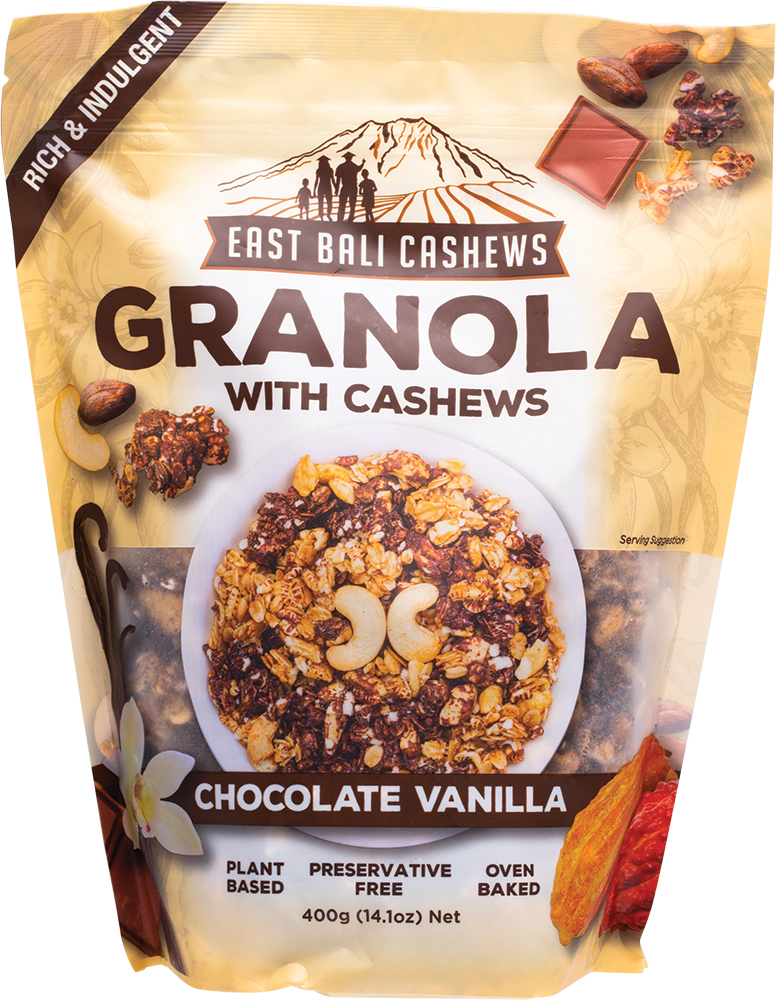 RICH & INDULGENT
EAST BALI CASHEWS
GRANOLA
WITH CASHEWS
Serving Suggestion
CHOCOLATE VANILLA
PLANT BASED
PRESERVATIVE FREE
OVEN BAKED
400g (14.1oz) Net